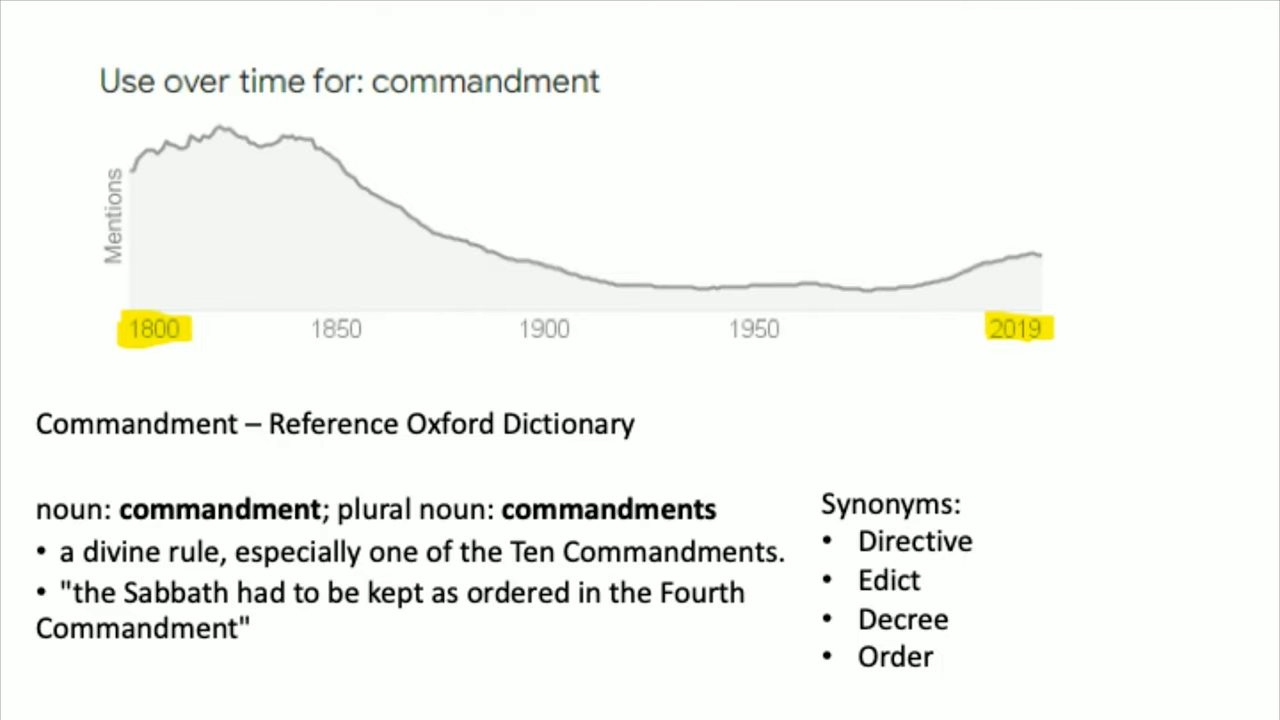 Use over time for: commandment
Mentions
1800 1850 1900 1950 2019
Commandment – Reference Oxford Dictionary
noun: commandment; plural noun: commandments
• a divine rule, especially one of the Ten Commandments.
• "the Sabbath had to be kept as ordered in the Fourth
Commandment"
Synonyms:
• Directive
• Edict
• Decree
• Order